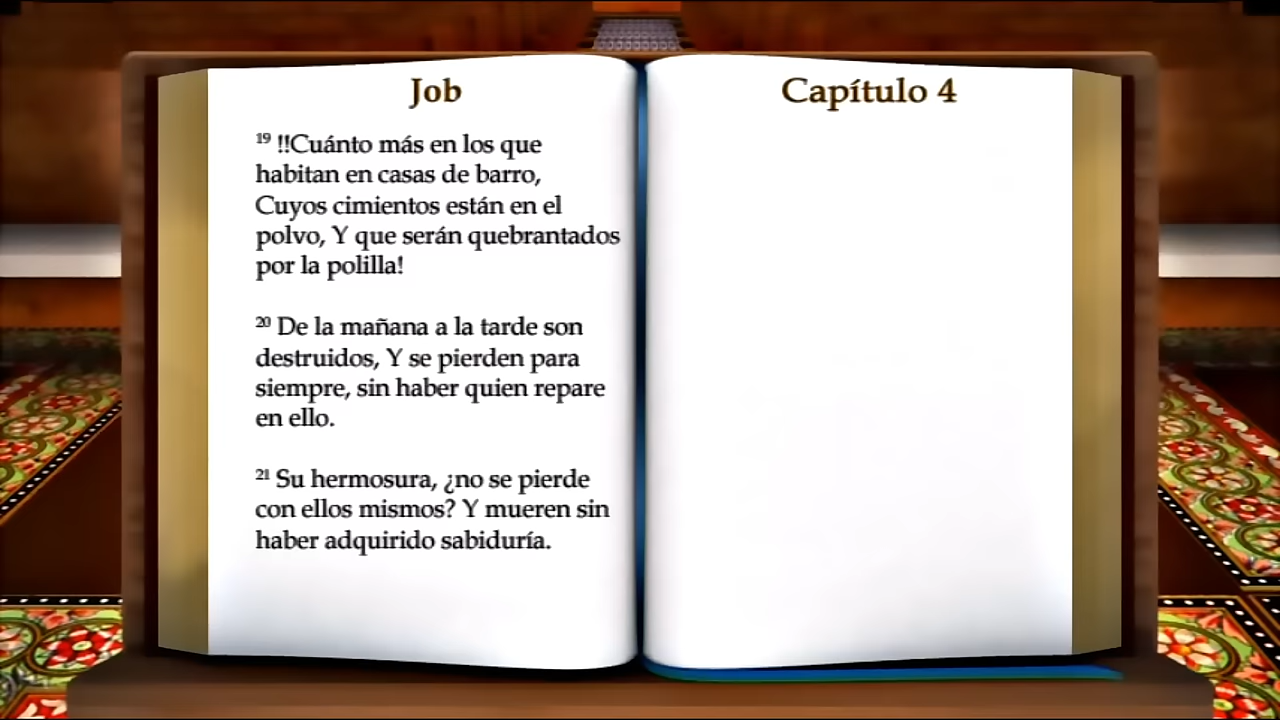 Job
19 !!Cuánto más en los que
habitan en casas de barro,
Cuyos cimientos están en el
polvo, Y que serán quebrantados
por la polilla!
20 De la mañana a la tarde son
destruidos, Y se pierden para
siempre, sin haber quien repare
en ello.
21 Su hermosura, ¿no se pierde
con ellos mismos? Y mueren sin
haber adquirido sabiduría.
Capítulo 4